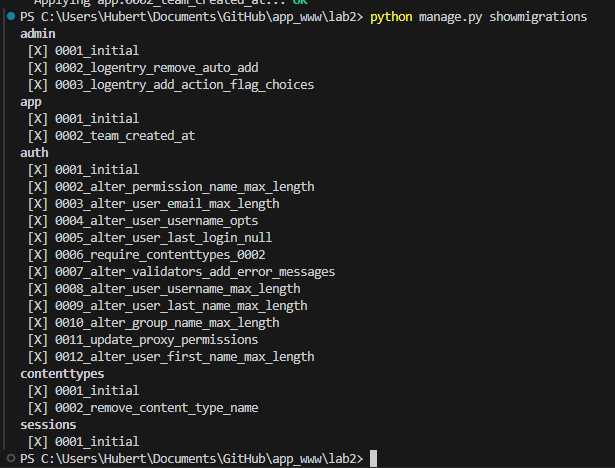 Applying app.0002_team_created_at... OK
PS C:\Users\Hubert\Documents\GitHub\app_www\lab2> python manage.py showmigrations
admin
[X] 0001_initial
[X] 0002_logentry_remove_auto_add
[X] 0003_logentry_add_action_flag_choices
app
[X] 0001_initial
[X] 0002_team_created_at
auth
[X] 0001_initial
[X] 0002_alter_permission_name_max_length
[X] 0003_alter_user_email_max_length
[X] 0004_alter_user_username_opts
[X] 0005_alter_user_last_login_null
[X] 0006_require_contenttypes_0002
[X] 0007_alter_validators_add_error_messages
[X] 0008_alter_user_username_max_length
[X] 0009_alter_user_last_name_max_length
[X] 0010_alter_group_name_max_length
[X] 0011_update_proxy_permissions
[X] 0012_alter_user_first_name_max_length
contenttypes
[X] 0001_initial
[X] 0002_remove_content_type_name
sessions
[X] 0001_initial
PS C:\Users\Hubert\Documents\GitHub\app_www\lab2>